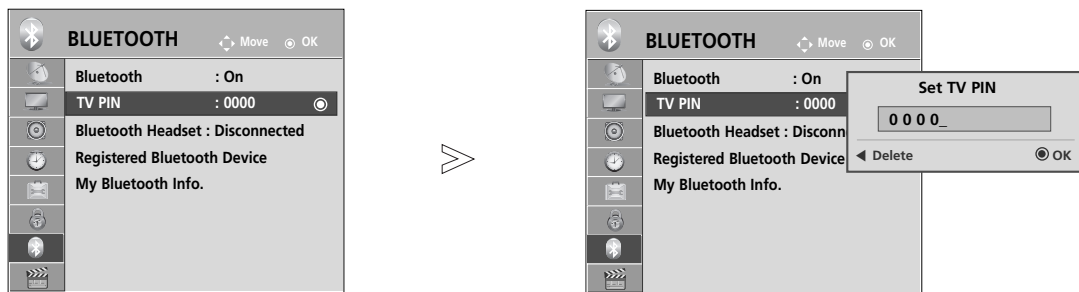 BLUETOOTH Move OK
Bluetooth : On
TV PIN : 0000
Bluetooth Headset : Disconnected
Registered Bluetooth Device
My Bluetooth Info.
BLUETOOTH Move OK
Bluetooth : On
TV PIN : 0000
Bluetooth Headset : Disconn
Registered Bluetooth Device
My Bluetooth Info.
Set TV PIN
0 0 0 0_
Delete OK